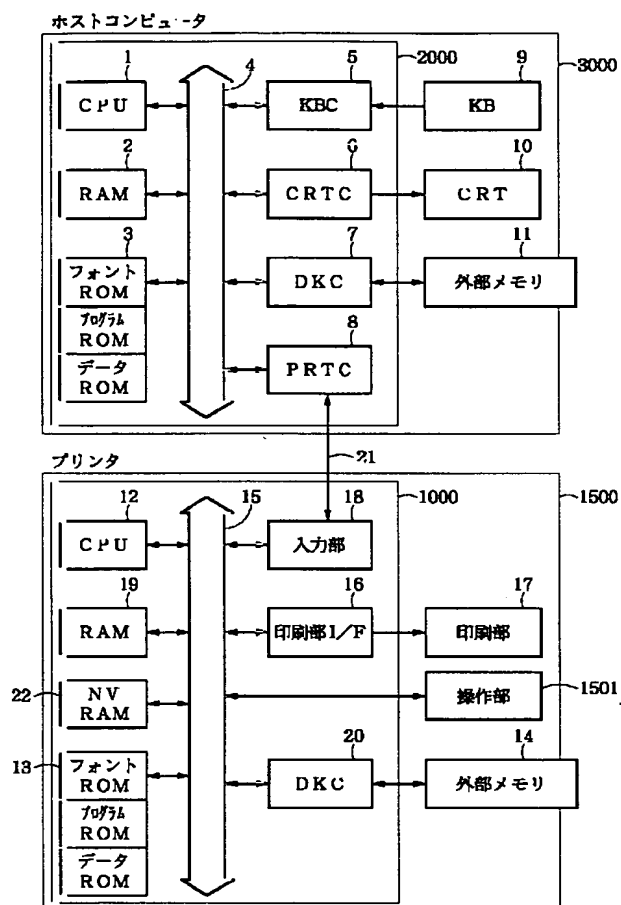 ホストコンピュータ
1
4
5
2000
9
3000
CPU
KBC
KB
2
6
10
RAM
CRTC
CRT
3
7
11
フォント
ROM
DKC
外部メモリ
プログラム
ROM
8
データ
ROM
PRTC
21
プリンタ
12
15
18
1000
1500
CPU
入力部
19
16
17
RAM
印刷部I/F
印刷部
22
NV
RAM
操作部
1501
13
20
14
フォント
ROM
DKC
外部メモリ
プログラム
ROM
データ
ROM